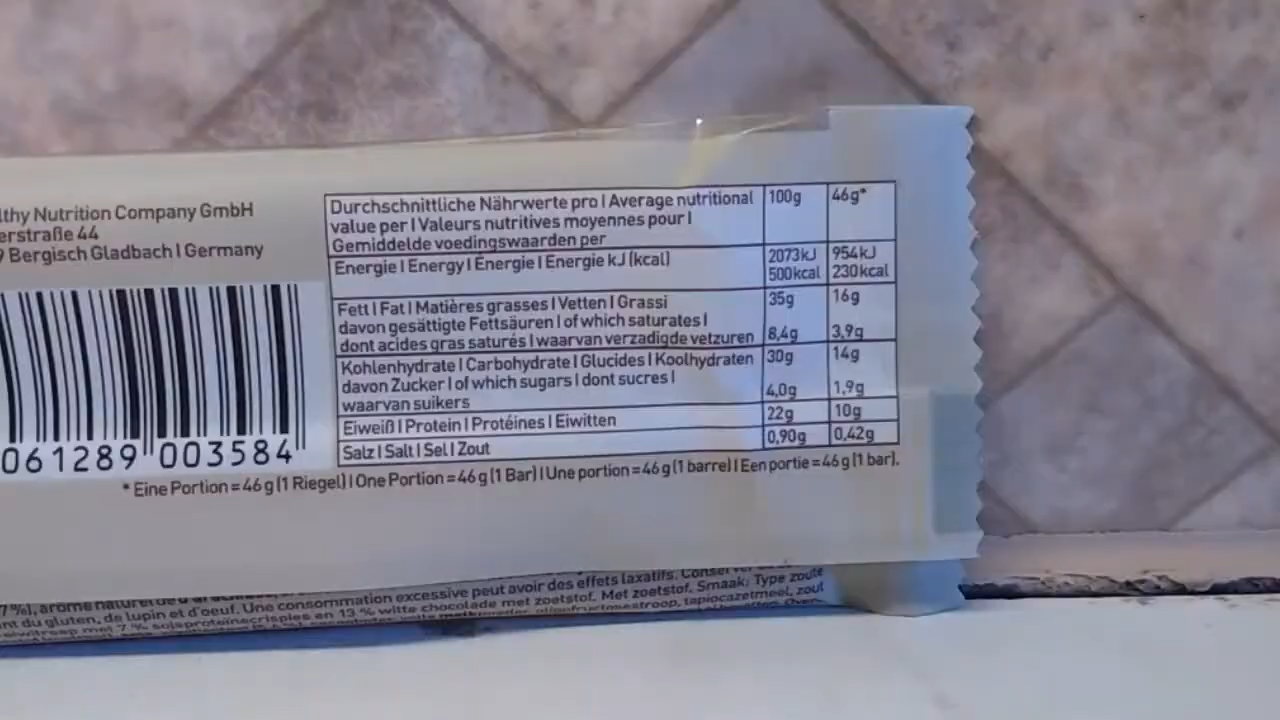 lthy Nutrition Company GmbH
erstraße 44
Bergisch Gladbach | Germany
061289 003584
Durchschnittliche Nährwerte pro | Average nutritional value per | Valeurs nutritives moyennes pour | Gemiddelde voedingswaarden per 100g 46g*
Energie | Energy | Énergie | Energie kJ (kcal) 2073kJ 954kJ
500kcal 230kcal
Fett | Fat | Matières grasses | Vetten | Grassi 35g 16g
davon gesättigte Fettsäuren | of which saturates |
dont acides gras saturés | waarvan verzadigde vetzuren 8,4g 3,9g
Kohlenhydrate | Carbohydrate | Glucides | Koolhydraten 30g 14g
davon Zucker | of which sugars | dont sucres |
waarvan suikers 4,0g 1,9g
Eiweiß | Protein | Protéines | Eiwitten 22g 10g
Salz | Salt | Sel | Zout 0,90g 0,42g
* Eine Portion = 46 g (1 Riegel) | One Portion = 46 g (1 Bar) | Une portion = 46 g (1 barre) | Een portie = 46 g (1 bar).
7%), arôme naturel
du gluten, de lupin et d'oeuf. Une consommation excessive peut avoir des effets laxatifs.
met 7 % sojaproteïnecrispies en 13 % witte chocolade met zoetstof. Met zoetstof. Smaak: Type zoute
tapiocazetmeel, zout